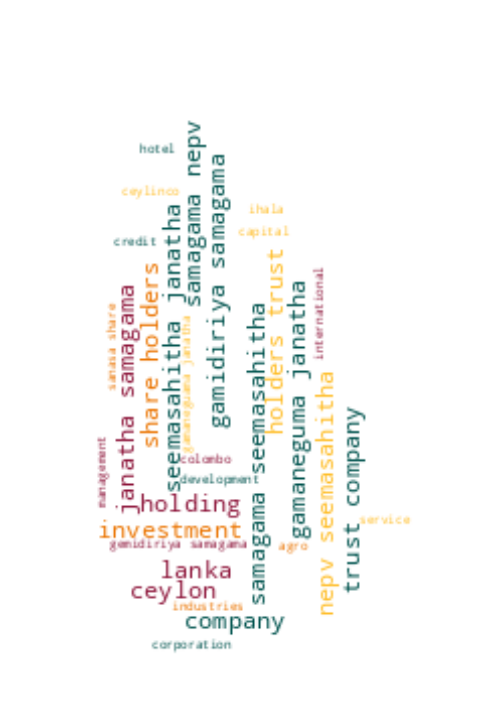 hotel
samagama nepv
gamidiriya samagama
ceylinco
seemasahitha janatha
ihala
capital
credit
holders trust
share holders
international
gamaneguma janatha
janatha samagama
samagama seemasahitha
sanasa share
gamaneguma janatha
nepv seemasahitha
trust company
management
colombo
development
holding
investment
service
gemidiriya samagama
agro
lanka
ceylon
industries
company
corporation